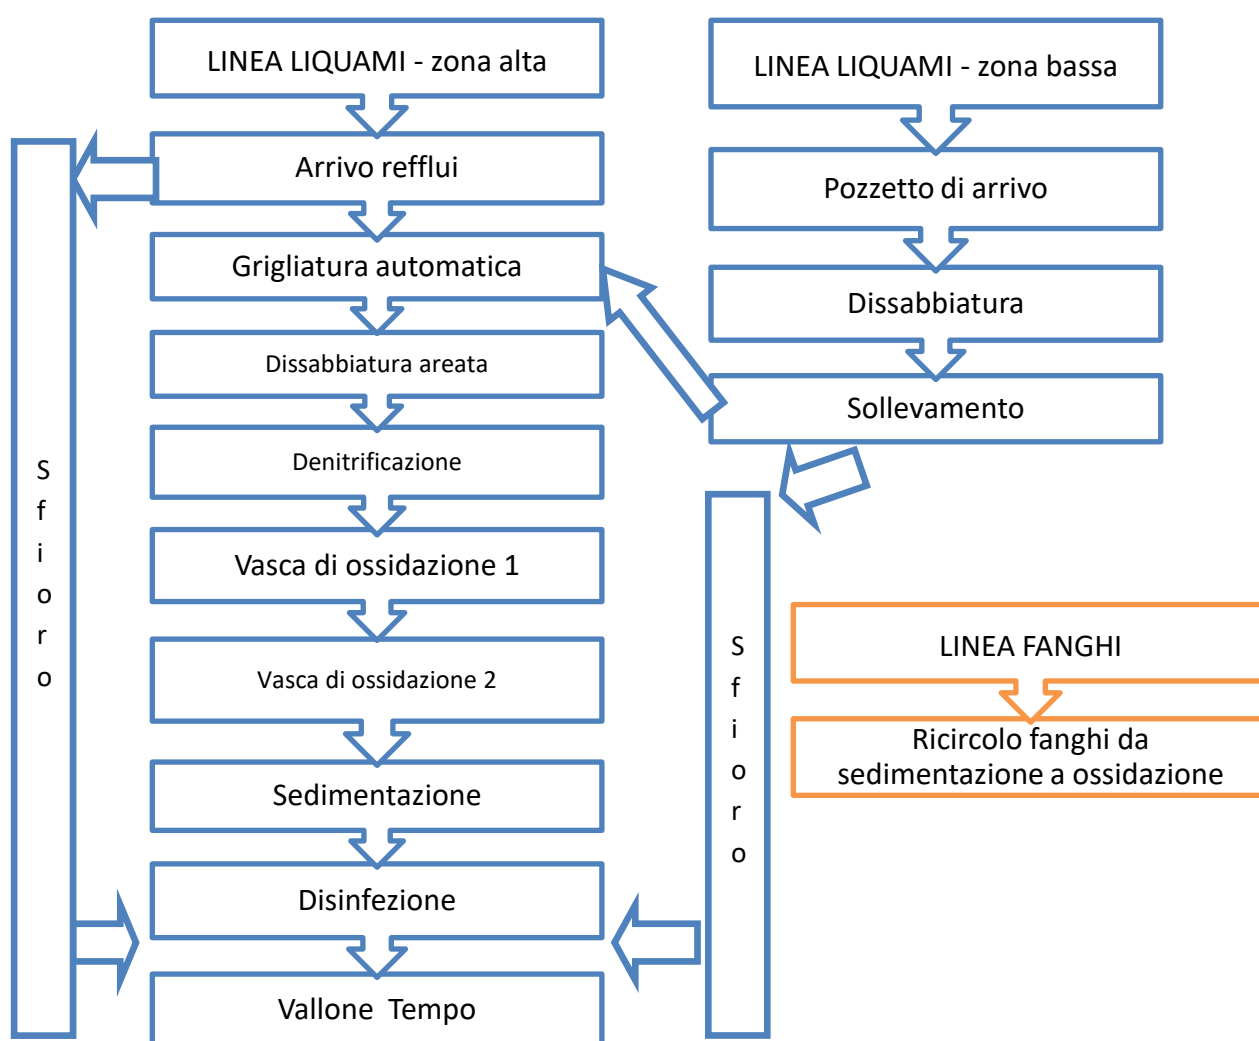 LINEA LIQUAMI - zona alta
Arrivo refflui
Grigliatura automatica
Dissabbiatura areata
Denitrificazione
Vasca di ossidazione 1
Vasca di ossidazione 2
Sedimentazione
Disinfezione
Vallone  Tempo
S
f
i
o
r
o
LINEA LIQUAMI - zona bassa
Pozzetto di arrivo
Dissabbiatura
Sollevamento
S
f
i
o
r
o
LINEA FANGHI
Ricircolo fanghi da
sedimentazione a ossidazione